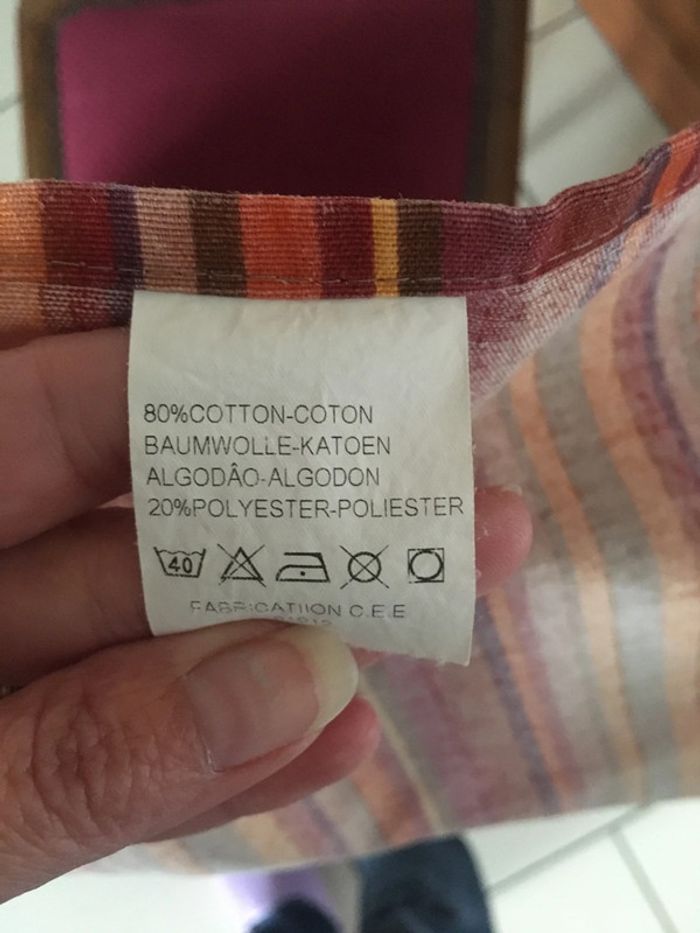 80%COTTON-COTON
BAUMWOLLE-KATOEN
ALGODÂO-ALGODON
20%POLYESTER-POLIESTER
40
FABRICATIION C.E.E